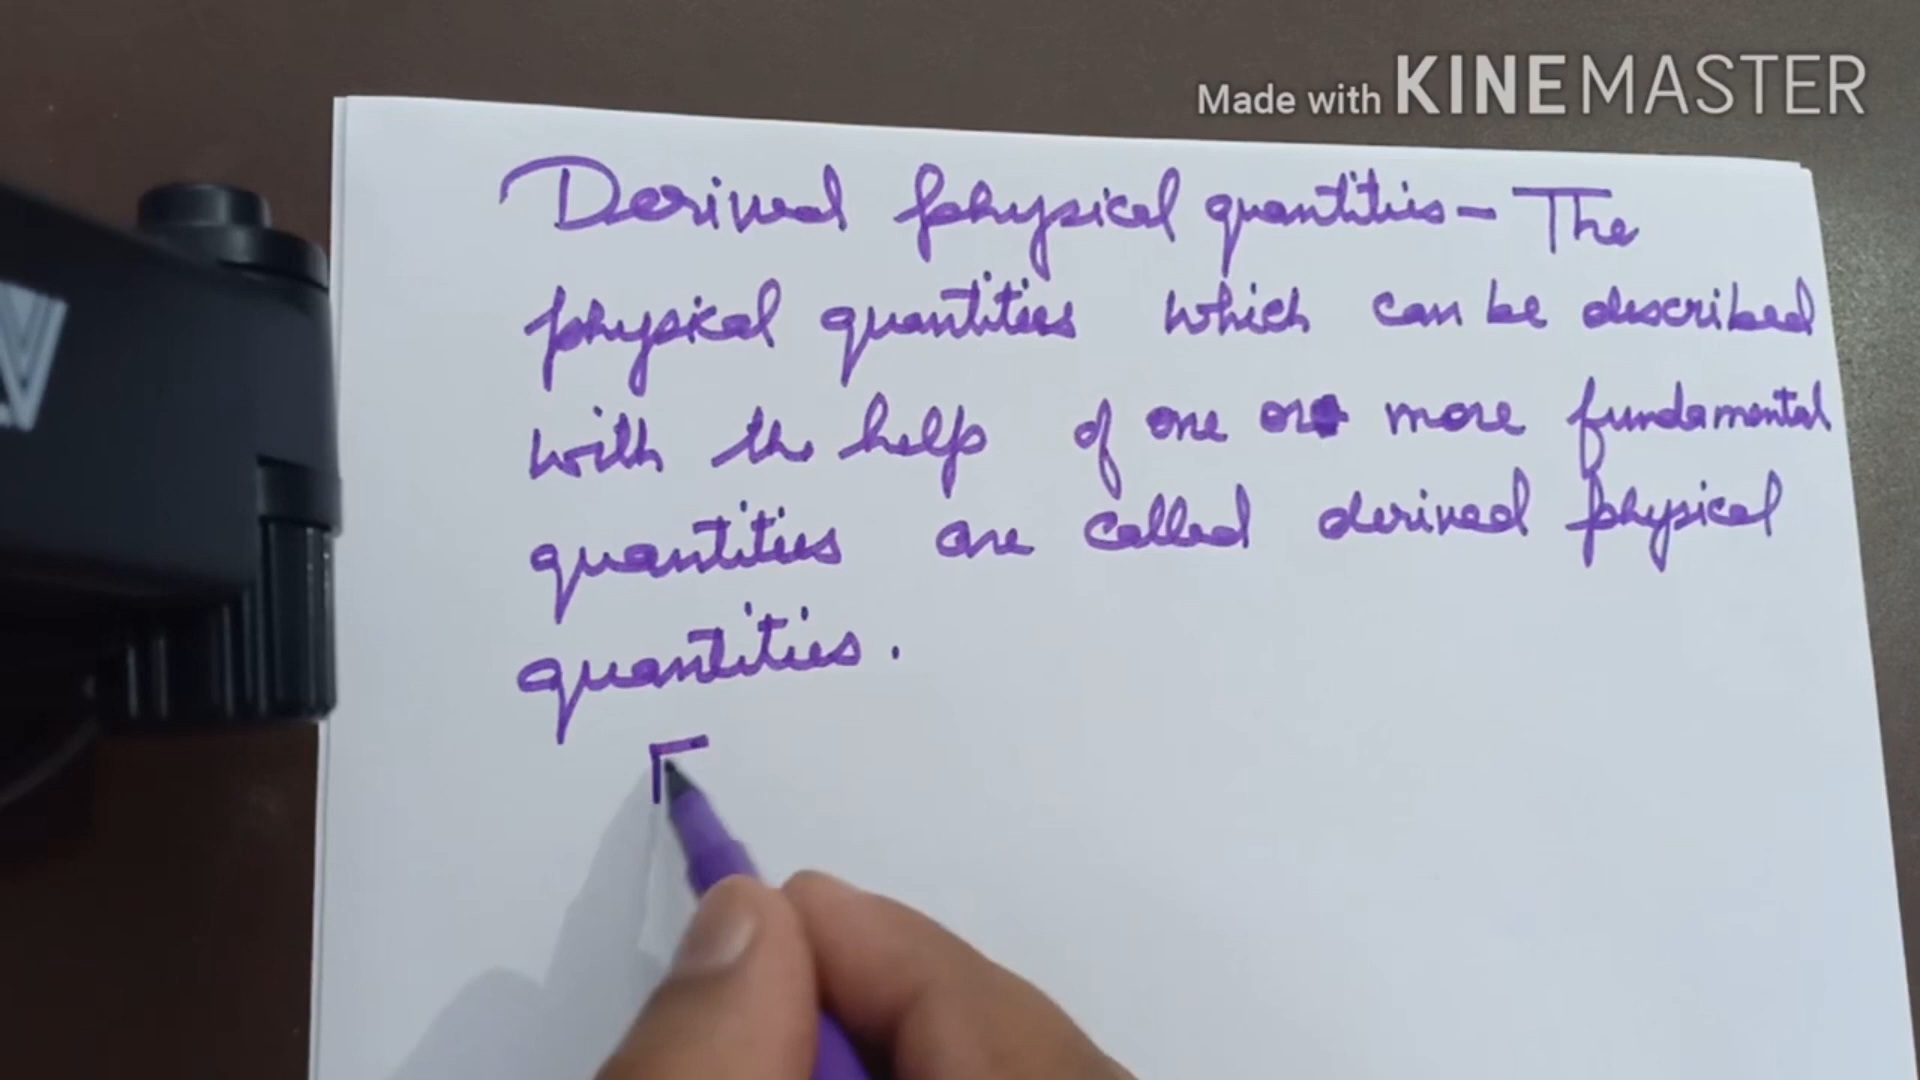 Made with KINEMASTER
Derived physical quantities - The
physical quantities which can be described
with the help of one or more fundamental
quantities are called derived physical
quantities.